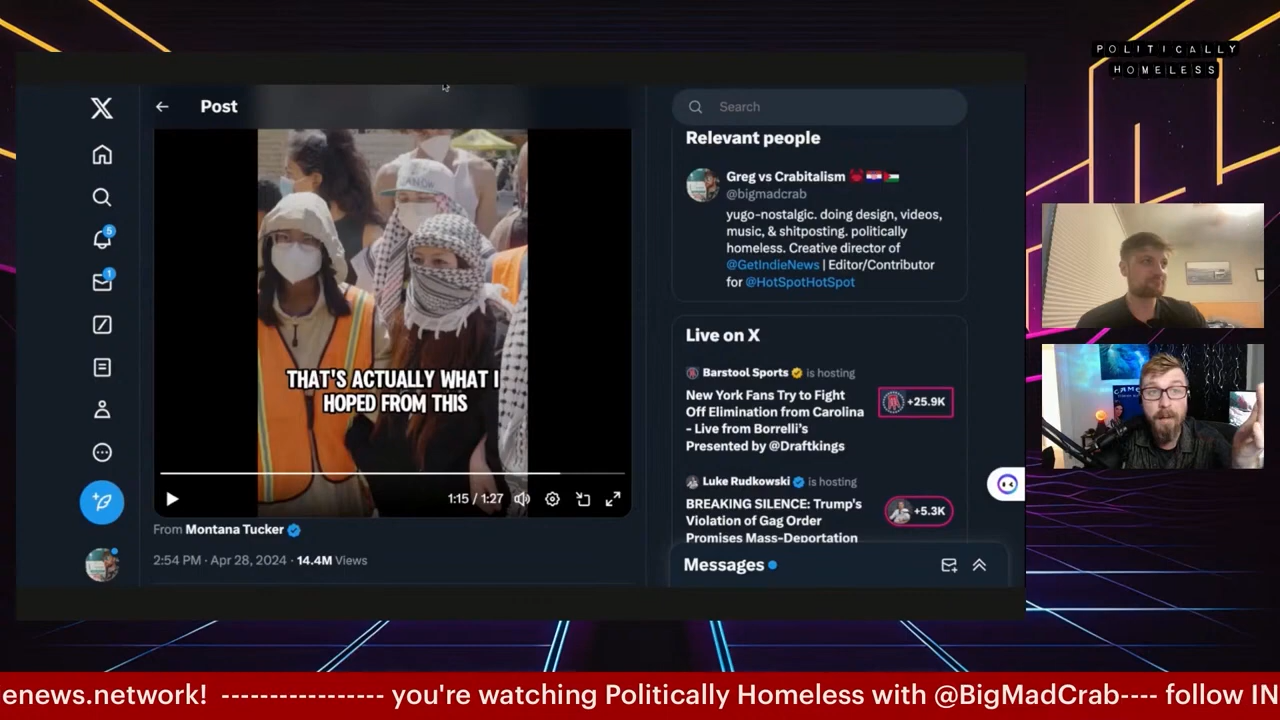 POLITICALLY
HOMELESS
Post
Search
THAT'S ACTUALLY WHAT I
HOPED FROM THIS
1:15 / 1:27
From Montana Tucker
2:54 PM · Apr 28, 2024 · 14.4M Views
5
1
Relevant people
Greg vs Crabitalism
@bigmadcrab
yugo-nostalgic. doing design, videos,
music, & shitposting. politically
homeless. Creative director of
@GetIndieNews | Editor/Contributor
for @HotSpotHotSpot
Live on X
Barstool Sports is hosting
New York Fans Try to Fight
Off Elimination from Carolina
- Live from Borrelli's
Presented by @Draftkings
+25.9K
Luke Rudkowski is hosting
BREAKING SILENCE: Trump's
Violation of Gag Order
Promises Mass-Deportation
+5.3K
Messages
enews.network! ----------------- you're watching Politically Homeless with @BigMadCrab---- follow IN